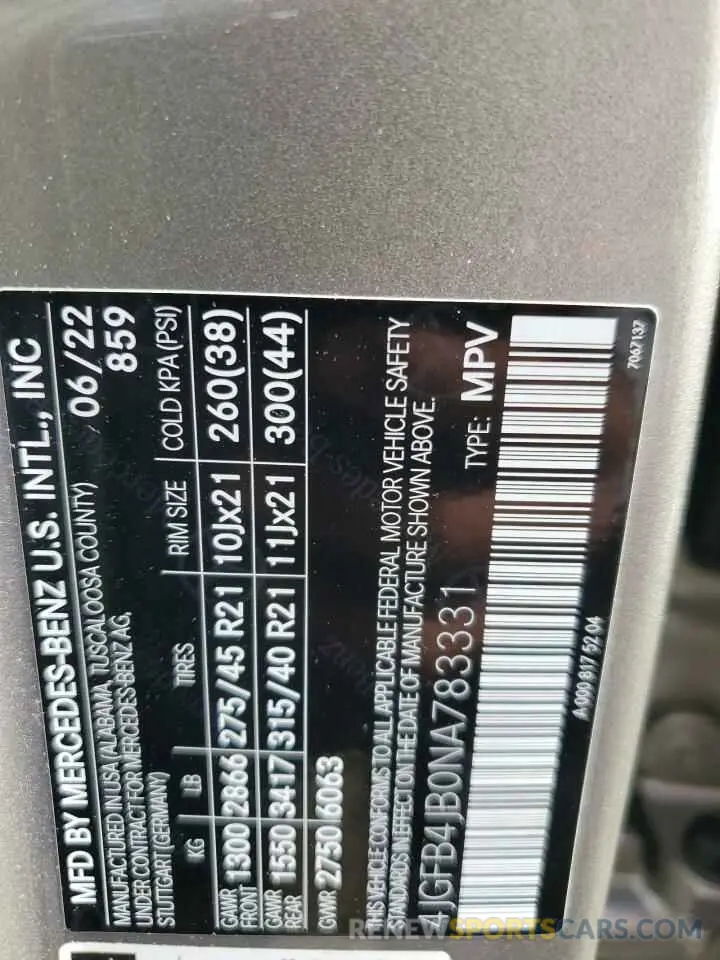 MFD BY MERCEDES-BENZ U.S. INTL., INC
MANUFACTURED IN USA (ALABAMA, TUSCALOOSA COUNTY) 06/22
UNDER CONTRACT FOR MERCEDES-BENZ AG, 859
STUTTGART (GERMANY)
KG LB TIRES RIM SIZE COLD KPA (PSI)
GAWR FRONT 1300 2866 275/45 R21 10Jx21 260(38)
GAWR REAR 1550 3417 315/40 R21 11Jx21 300(44)
GWR 2750 6063
THIS VEHICLE CONFORMS TO ALL APPLICABLE FEDERAL MOTOR VEHICLE SAFETY
STANDARDS IN EFFECT ON THE DATE OF MANUFACTURE SHOWN ABOVE.
4JGFB4JB0NA783331 TYPE: MPV
A 000 817 52 04 7067137
RENEWSPORTSCARS.COM